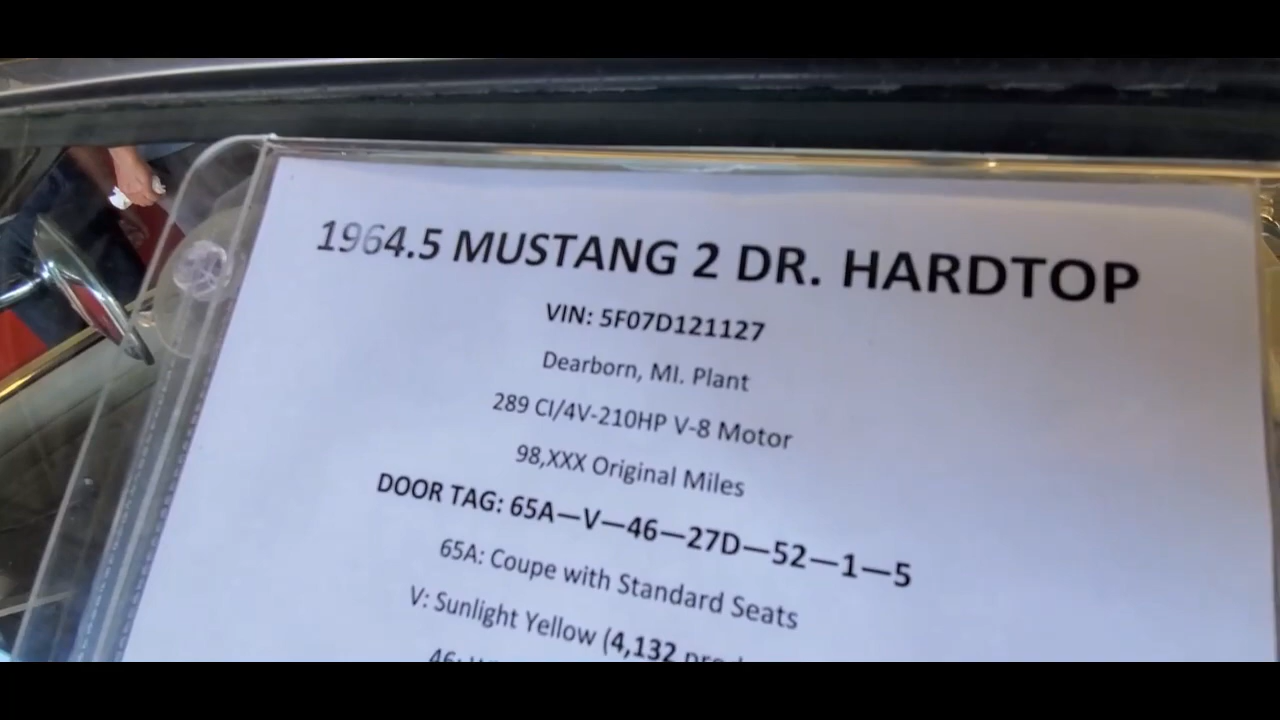 1964.5 MUSTANG 2 DR. HARDTOP
VIN: 5F07D121127
Dearborn, MI. Plant
289 CI/4V-210HP V-8 Motor
98,XXX Original Miles
DOOR TAG: 65A—V—46—27D—52—1—5
65A: Coupe with Standard Seats
V: Sunlight Yellow (4,132
46: